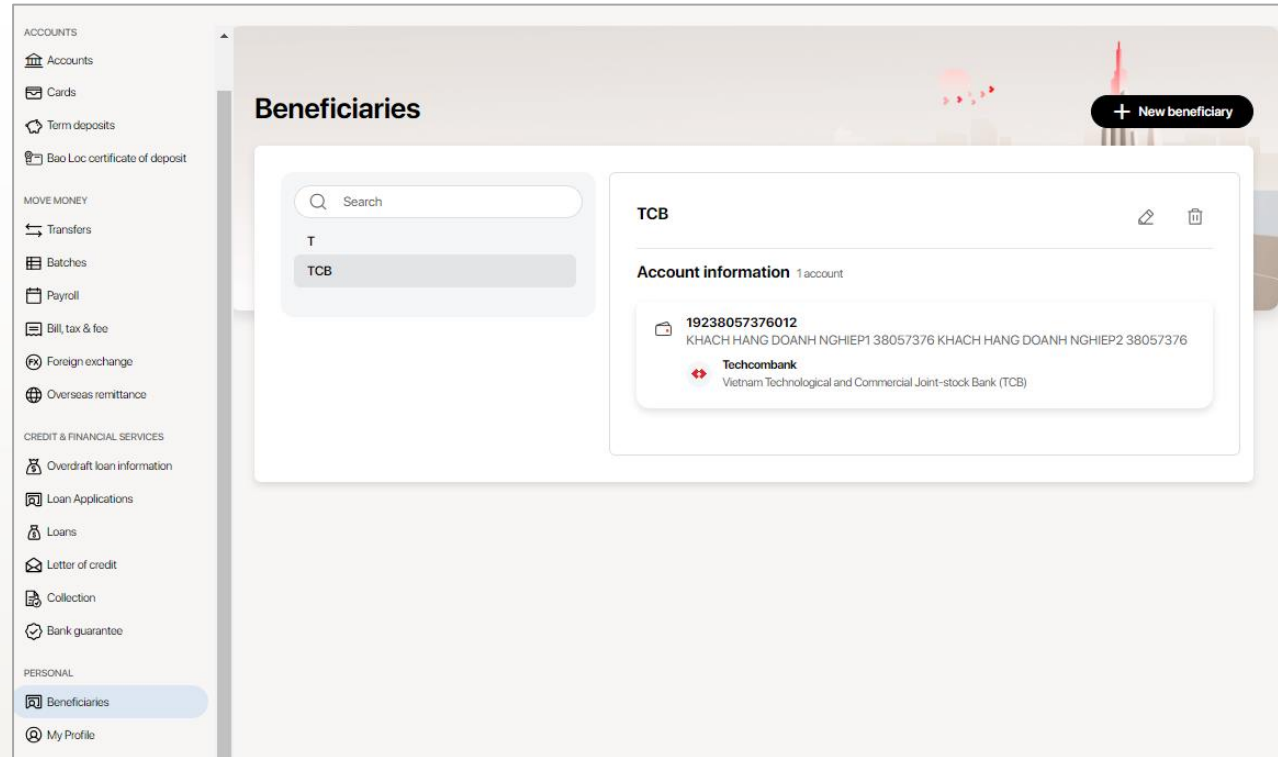 ACCOUNTS
Accounts
Cards
Term deposits
Bao Loc certificate of deposit
MOVE MONEY
Transfers
Batches
Payroll
Bill, tax & fee
FX Foreign exchange
Overseas remittance
CREDIT & FINANCIAL SERVICES
Overdraft loan information
Loan Applications
Loans
Letter of credit
Collection
Bank guarantee
PERSONAL
Beneficiaries
My Profile
Beneficiaries
+ New beneficiary
Search
T
TCB
TCB
Account information 1 account
19238057376012
KHACH HANG DOANH NGHIEP1 38057376 KHACH HANG DOANH NGHIEP2 38057376
Techcombank
Vietnam Technological and Commercial Joint-stock Bank (TCB)